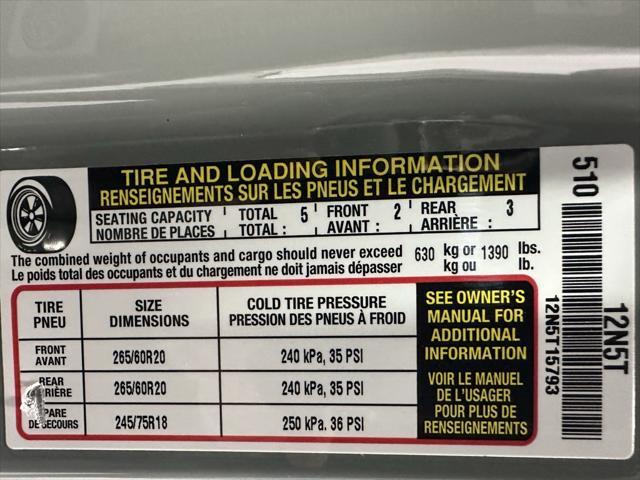 TIRE AND LOADING INFORMATION
RENSEIGNEMENTS SUR LES PNEUS ET LE CHARGEMENT
SEATING CAPACITY TOTAL 5 FRONT 2 REAR 3
NOMBRE DE PLACES TOTAL : AVANT : ARRIÈRE :
The combined weight of occupants and cargo should never exceed 630 kg or 1390 lbs.
Le poids total des occupants et du chargement ne doit jamais dépasser kg ou lb.
TIRE SIZE COLD TIRE PRESSURE
PNEU DIMENSIONS PRESSION DES PNEUS À FROID
FRONT
AVANT 265/60R20 240 kPa, 35 PSI
REAR
RIÈRE 265/60R20 240 kPa, 35 PSI
PARE
DE SECOURS 245/75R18 250 kPa. 36 PSI
SEE OWNER'S
MANUAL FOR
ADDITIONAL
INFORMATION
VOIR LE MANUEL
DE L'USAGER
POUR PLUS DE
RENSEIGNEMENTS
510
12N5T
12N5T15793